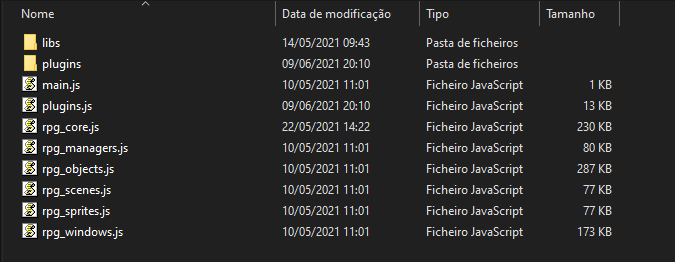 Nome Data de modificação Tipo Tamanho
libs 14/05/2021 09:43 Pasta de ficheiros
plugins 09/06/2021 20:10 Pasta de ficheiros
main.js 10/05/2021 11:01 Ficheiro JavaScript 1 KB
plugins.js 09/06/2021 20:10 Ficheiro JavaScript 13 KB
rpg_core.js 22/05/2021 14:22 Ficheiro JavaScript 230 KB
rpg_managers.js 10/05/2021 11:01 Ficheiro JavaScript 80 KB
rpg_objects.js 10/05/2021 11:01 Ficheiro JavaScript 287 KB
rpg_scenes.js 10/05/2021 11:01 Ficheiro JavaScript 77 KB
rpg_sprites.js 10/05/2021 11:01 Ficheiro JavaScript 77 KB
rpg_windows.js 10/05/2021 11:01 Ficheiro JavaScript 173 KB